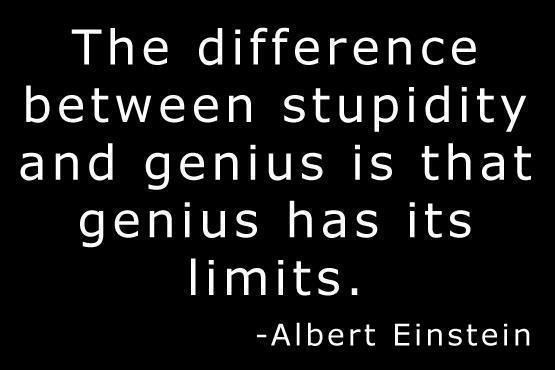 The difference
between stupidity
and genius is that
genius has its
limits.
-Albert Einstein